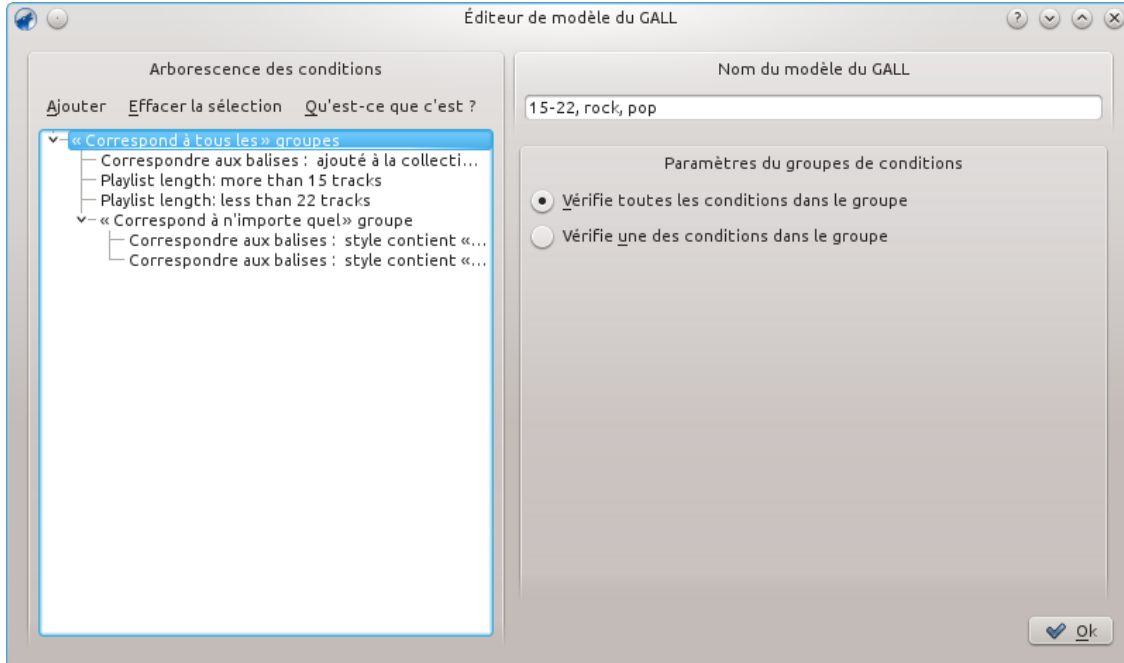 Éditeur de modèle du GALL
Arborescence des conditions
Ajouter Effacer la sélection Qu'est-ce que c'est ?
« Correspond à tous les » groupes
Correspondre aux balises : ajouté à la collecti...
Playlist length: more than 15 tracks
Playlist length: less than 22 tracks
« Correspond à n'importe quel» groupe
Correspondre aux balises : style contient «...
Correspondre aux balises : style contient «...
Nom du modèle du GALL
15-22, rock, pop
Paramètres du groupes de conditions
Vérifie toutes les conditions dans le groupe
Vérifie une des conditions dans le groupe
Ok